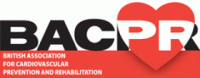 BACPR
BRITISH ASSOCIATION
FOR CARDIOVASCULAR
PREVENTION AND REHABILITATION